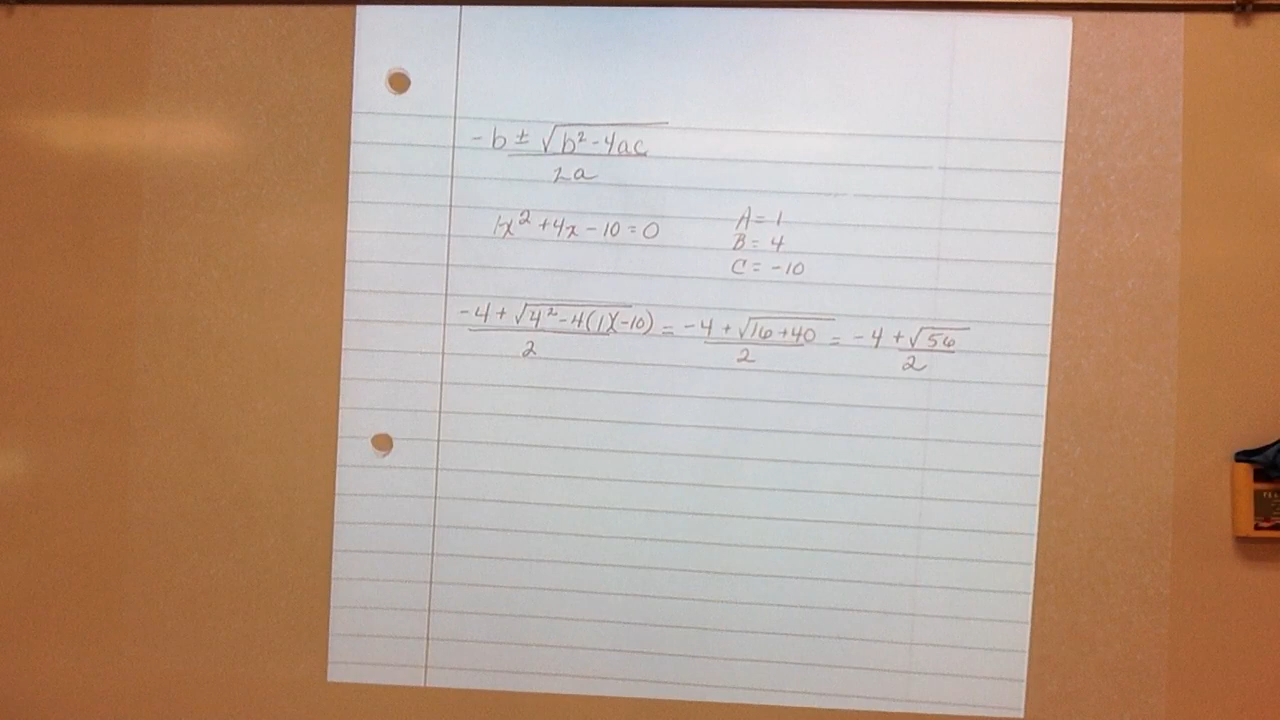 -b ± √b² - 4ac
2a
1x² + 4x - 10 = 0
A = 1
B = 4
C = -10
-4 + √4² - 4(1)(-10) = -4 + √16 + 40 = -4 + √56
2 2 2